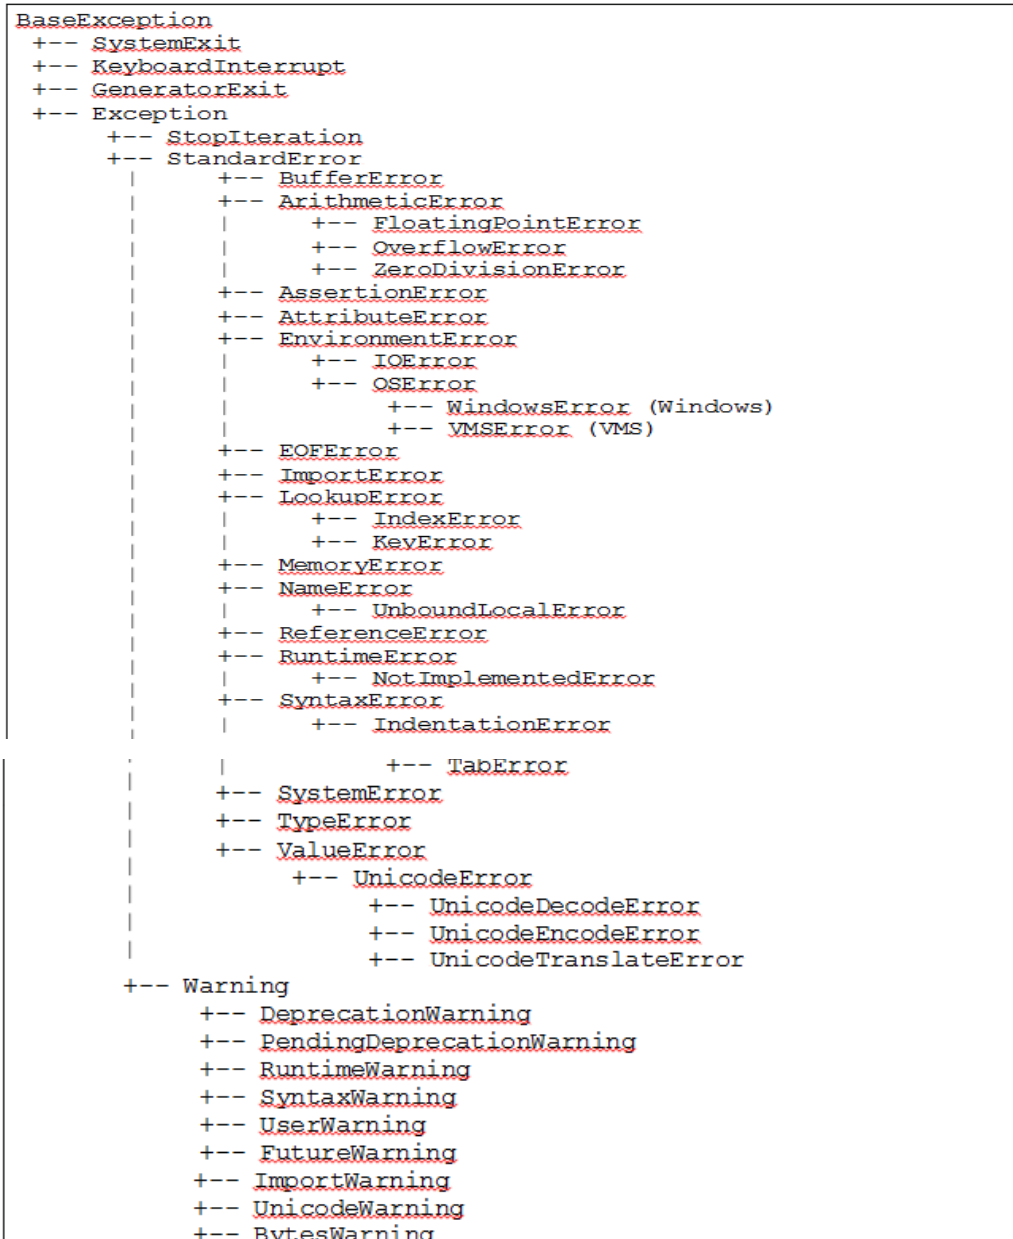 BaseException
+-- SystemExit
+-- KeyboardInterrupt
+-- GeneratorExit
+-- Exception
+-- StopIteration
+-- StandardError
| +-- BufferError
| +-- ArithmeticError
| | +-- FloatingPointError
| | +-- OverflowError
| | +-- ZeroDivisionError
| +-- AssertionError
| +-- AttributeError
| +-- EnvironmentError
| | +-- IOError
| | +-- OSError
| | +-- WindowsError (Windows)
| | +-- VMSError (VMS)
| +-- EOFError
| +-- ImportError
| +-- LookupError
| | +-- IndexError
| | +-- KeyError
| +-- MemoryError
| +-- NameError
| | +-- UnboundLocalError
| +-- ReferenceError
| +-- RuntimeError
| | +-- NotImplementedError
| +-- SyntaxError
| | +-- IndentationError
| | +-- TabError
| +-- SystemError
| +-- TypeError
| +-- ValueError
| +-- UnicodeError
| +-- UnicodeDecodeError
| +-- UnicodeEncodeError
| +-- UnicodeTranslateError
+-- Warning
+-- DeprecationWarning
+-- PendingDeprecationWarning
+-- RuntimeWarning
+-- SyntaxWarning
+-- UserWarning
+-- FutureWarning
+-- ImportWarning
+-- UnicodeWarning
+-- BytesWarning